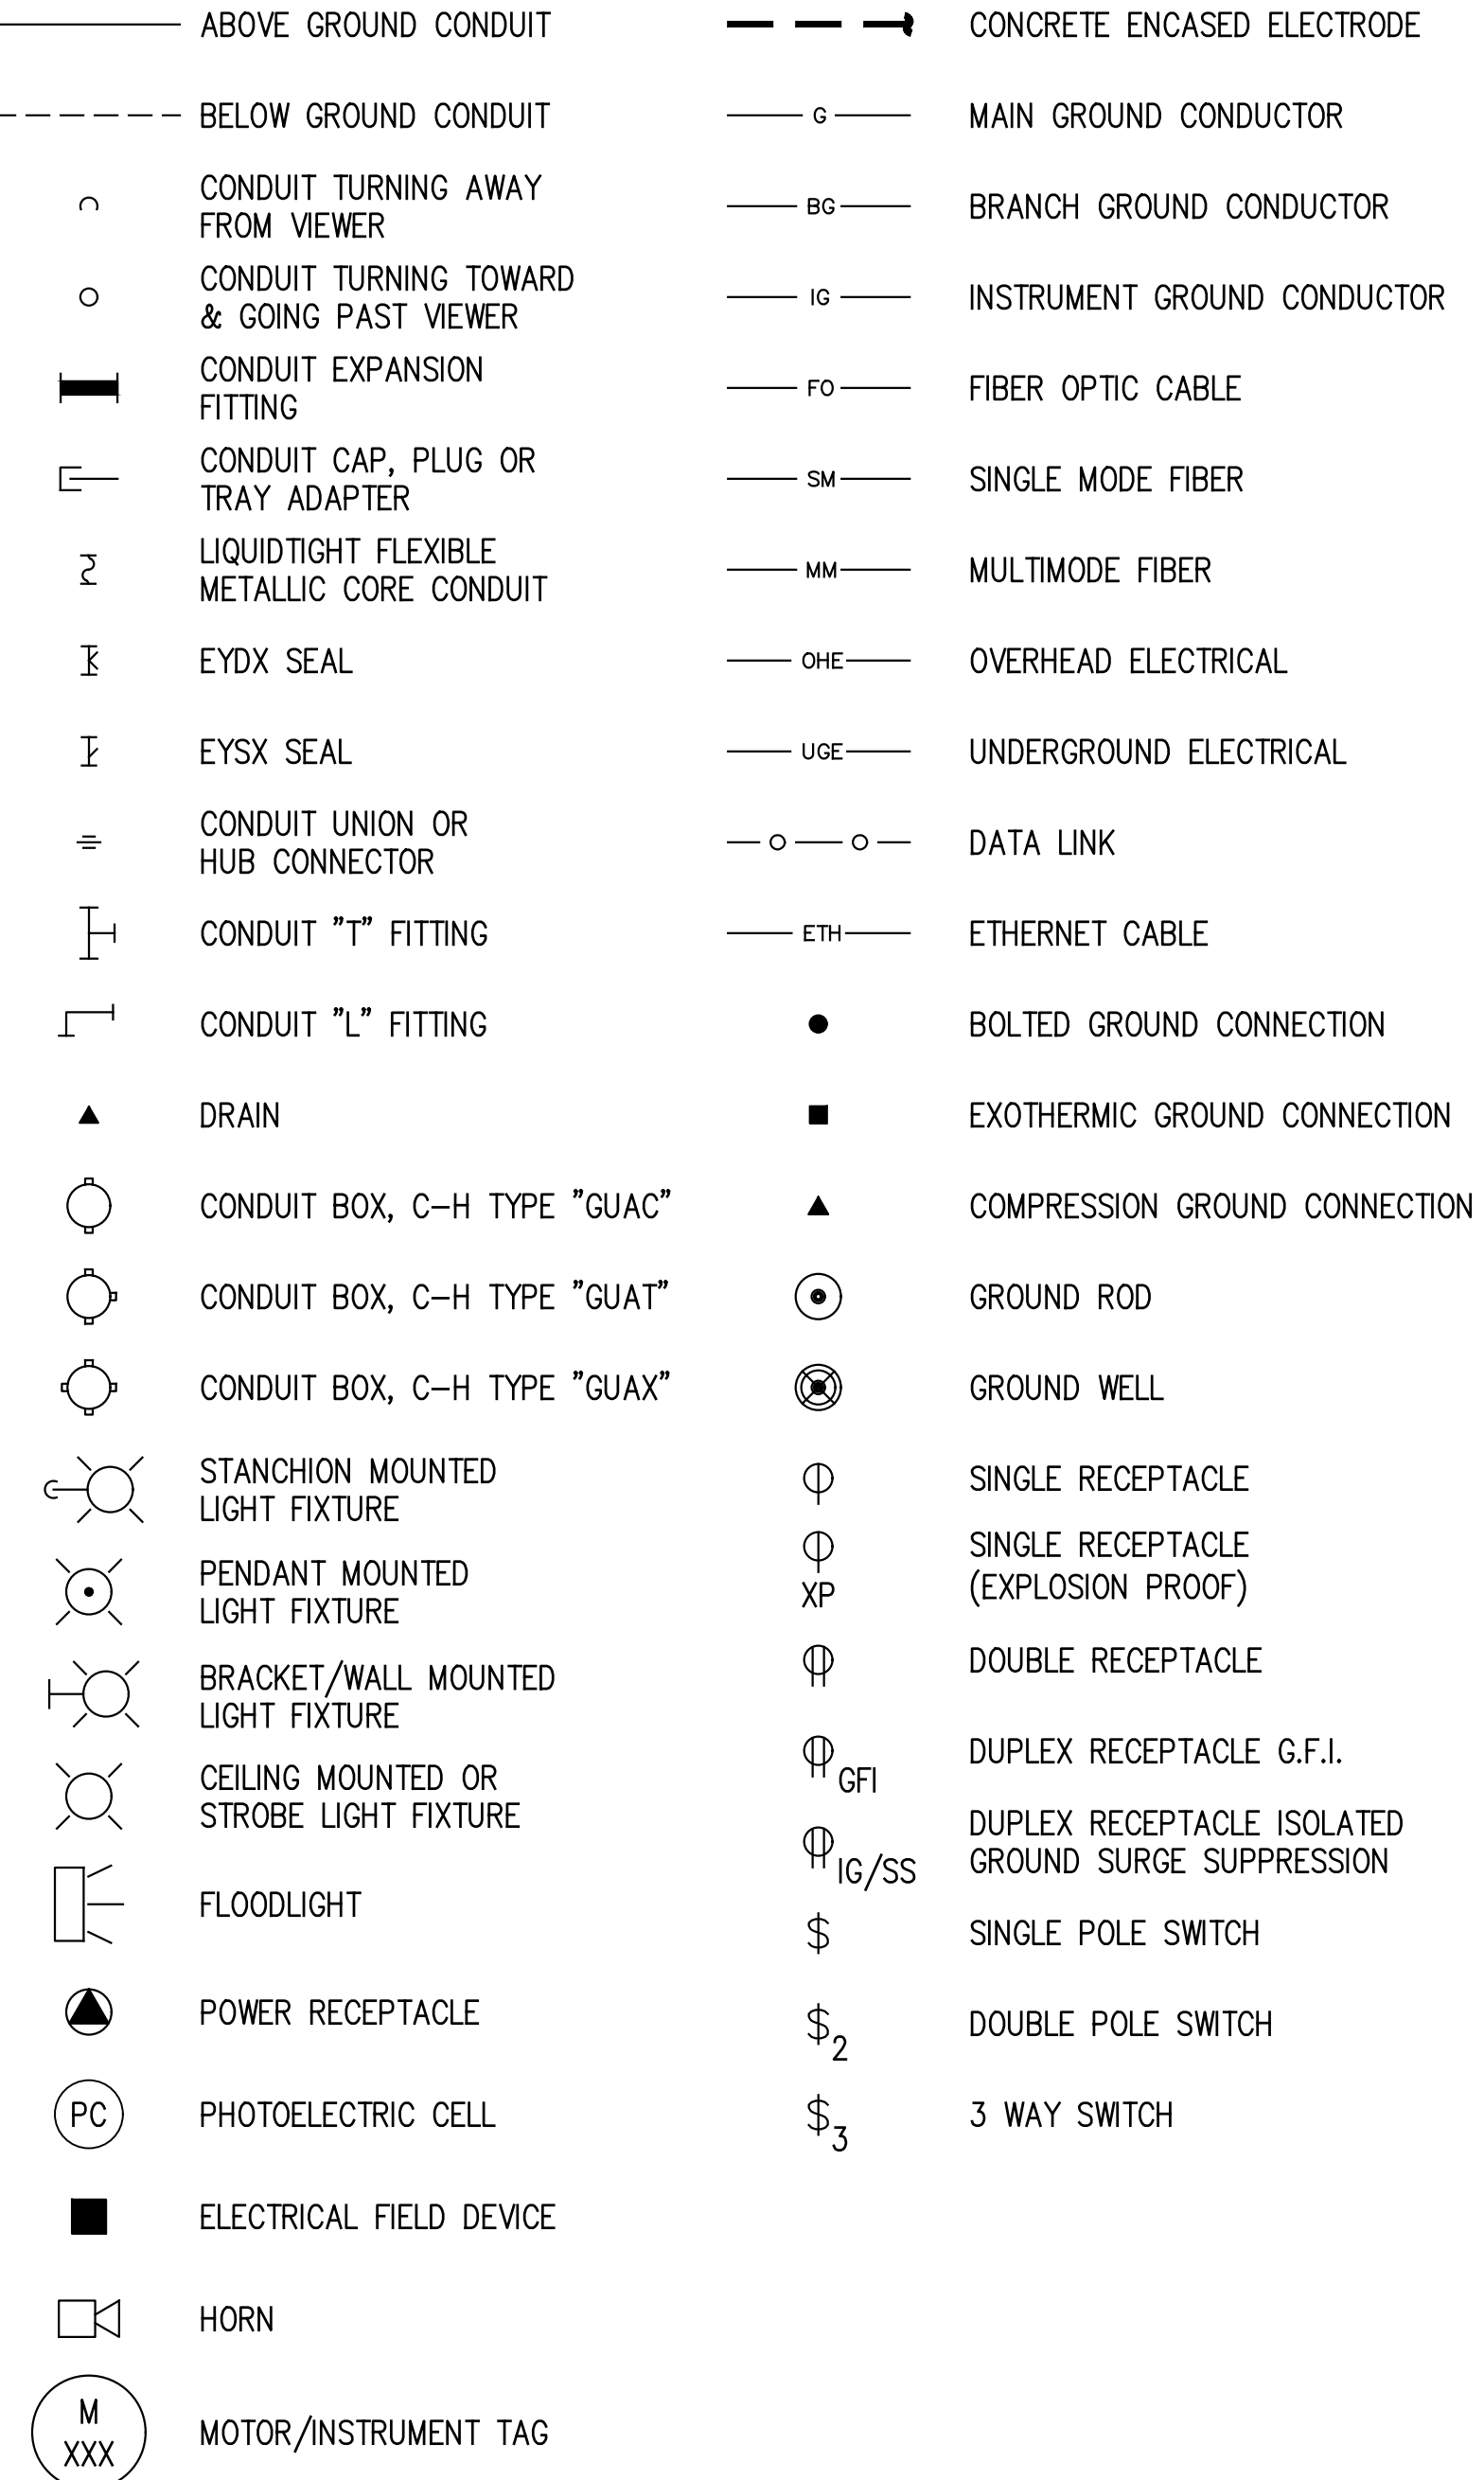 ABOVE GROUND CONDUIT
BELOW GROUND CONDUIT
CONDUIT TURNING AWAY
FROM VIEWER
CONDUIT TURNING TOWARD
& GOING PAST VIEWER
CONDUIT EXPANSION
FITTING
CONDUIT CAP, PLUG OR
TRAY ADAPTER
LIQUIDTIGHT FLEXIBLE
METALLIC CORE CONDUIT
EYDX SEAL
EYSX SEAL
CONDUIT UNION OR
HUB CONNECTOR
CONDUIT "T" FITTING
CONDUIT "L" FITTING
DRAIN
CONDUIT BOX, C-H TYPE "GUAC"
CONDUIT BOX, C-H TYPE "GUAT"
CONDUIT BOX, C-H TYPE "GUAX"
STANCHION MOUNTED
LIGHT FIXTURE
PENDANT MOUNTED
LIGHT FIXTURE
BRACKET/WALL MOUNTED
LIGHT FIXTURE
CEILING MOUNTED OR
STROBE LIGHT FIXTURE
FLOODLIGHT
POWER RECEPTACLE
PC PHOTOELECTRIC CELL
ELECTRICAL FIELD DEVICE
HORN
M
XXX
MOTOR/INSTRUMENT TAG
CONCRETE ENCASED ELECTRODE
G MAIN GROUND CONDUCTOR
BG BRANCH GROUND CONDUCTOR
IG INSTRUMENT GROUND CONDUCTOR
FO FIBER OPTIC CABLE
SM SINGLE MODE FIBER
MM MULTIMODE FIBER
OHE OVERHEAD ELECTRICAL
UGE UNDERGROUND ELECTRICAL
DATA LINK
ETH ETHERNET CABLE
BOLTED GROUND CONNECTION
EXOTHERMIC GROUND CONNECTION
COMPRESSION GROUND CONNECTION
GROUND ROD
GROUND WELL
SINGLE RECEPTACLE
SINGLE RECEPTACLE
XP (EXPLOSION PROOF)
DOUBLE RECEPTACLE
DUPLEX RECEPTACLE G.F.I.
GFI
DUPLEX RECEPTACLE ISOLATED
GROUND SURGE SUPPRESSION
IG/SS
$ SINGLE POLE SWITCH
$2 DOUBLE POLE SWITCH
$3 3 WAY SWITCH